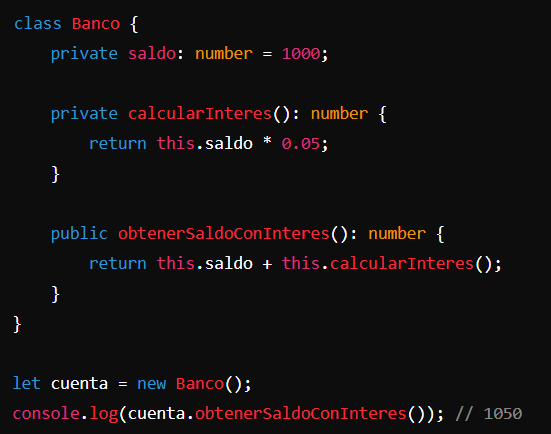 class Banco {
    private saldo: number = 1000;

    private calcularInteres(): number {
        return this.saldo * 0.05;
    }

    public obtenerSaldoConInteres(): number {
        return this.saldo + this.calcularInteres();
    }
}

let cuenta = new Banco();
console.log(cuenta.obtenerSaldoConInteres()); // 1050